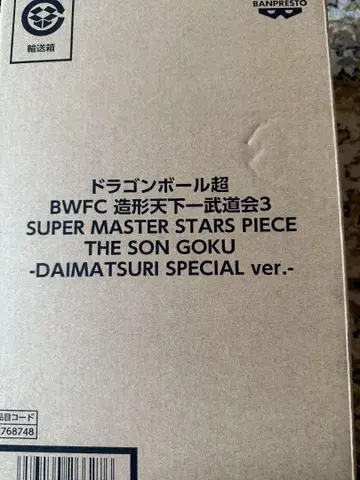 輸送箱
BANPRESTO
ドラゴンボール超
BWFC 造形天下一武道会3
SUPER MASTER STARS PIECE
THE SON GOKU
-DAIMATSURI SPECIAL ver.-
品目コード
768748